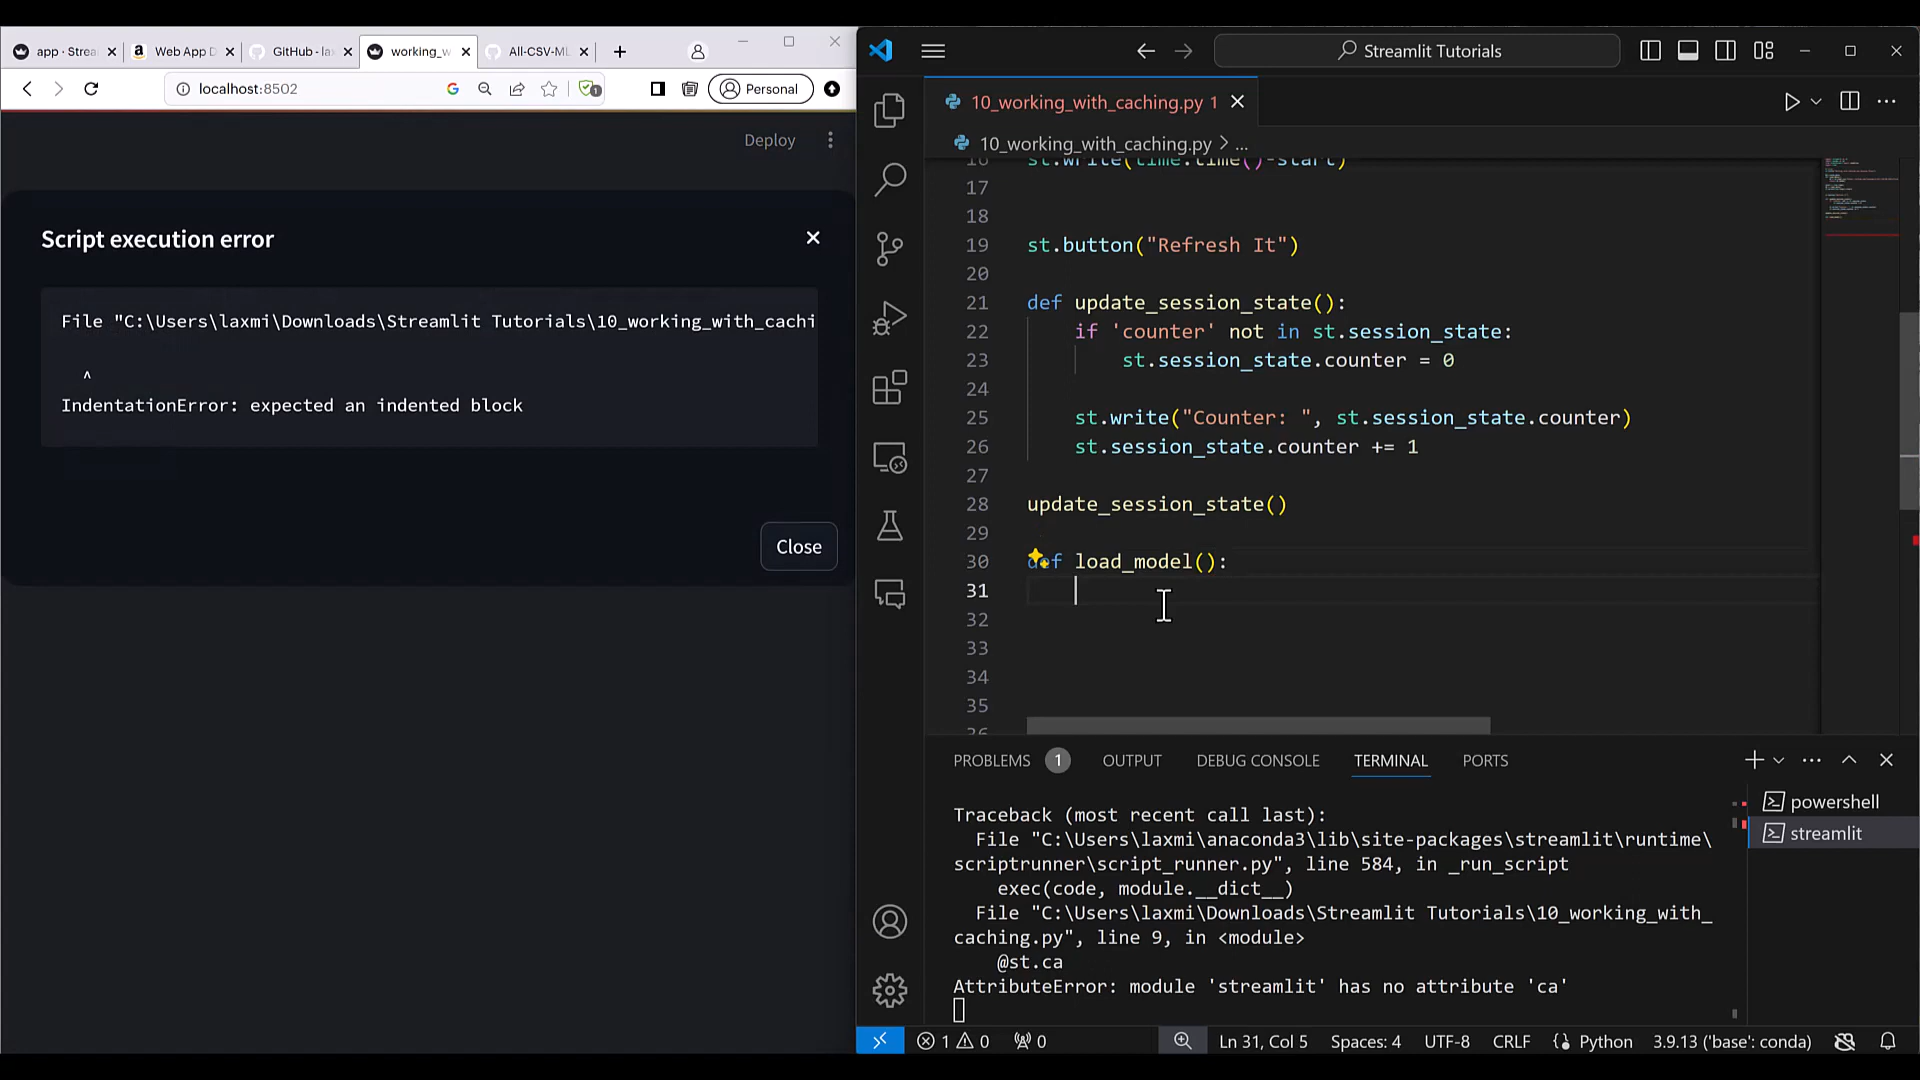 app · Strea
Web App D
GitHub - la
working_w
All-CSV-ML
localhost:8502
Personal
Deploy
Script execution error
File "C:\Users\laxmi\Downloads\Streamlit Tutorials\10_working_with_cachi
^
IndentationError: expected an indented block
Close
Streamlit Tutorials
10_working_with_caching.py 1
10_working_with_caching.py > ...
16 st.write(time.time()-start)
17
18
19 st.button("Refresh It")
20
21 def update_session_state():
22 if 'counter' not in st.session_state:
23 st.session_state.counter = 0
24
25 st.write("Counter: ", st.session_state.counter)
26 st.session_state.counter += 1
27
28 update_session_state()
29
30 def load_model():
31
32
33
34
35
36
PROBLEMS 1 OUTPUT DEBUG CONSOLE TERMINAL PORTS
Traceback (most recent call last):
File "C:\Users\laxmi\anaconda3\lib\site-packages\streamlit\runtime\
scriptrunner\script_runner.py", line 584, in _run_script
exec(code, module.__dict__)
File "C:\Users\laxmi\Downloads\Streamlit Tutorials\10_working_with_
caching.py", line 9, in <module>
@st.ca
AttributeError: module 'streamlit' has no attribute 'ca'
powershell
streamlit
1 0 0 Ln 31, Col 5 Spaces: 4 UTF-8 CRLF Python 3.9.13 ('base': conda)